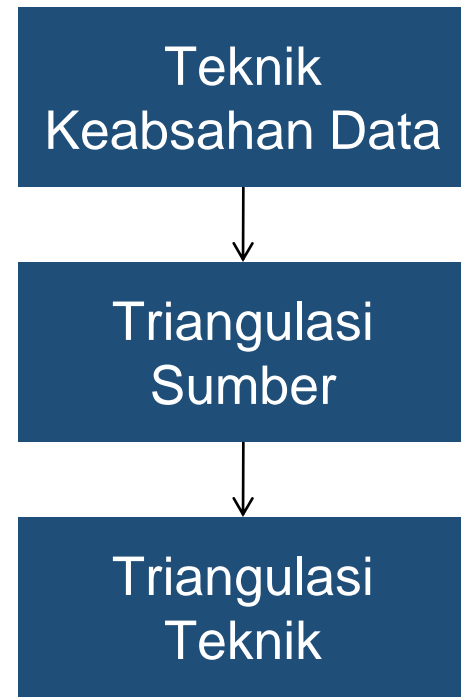 Teknik
Keabsahan Data
Triangulasi
Sumber
Triangulasi
Teknik